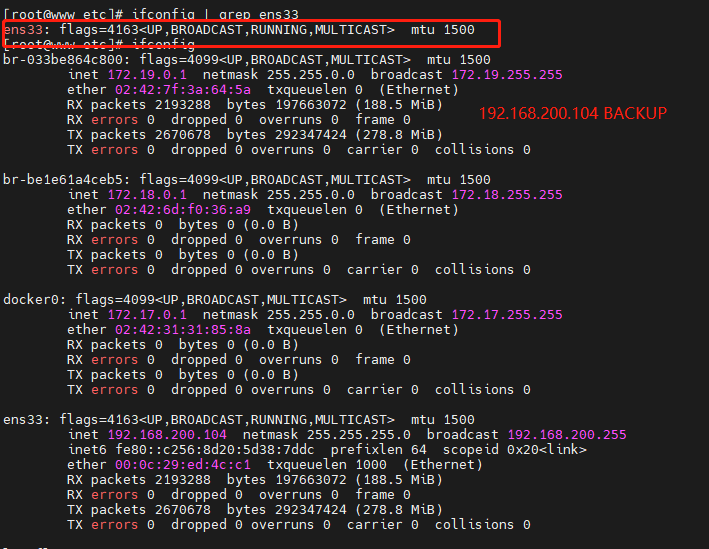 [root@www etc]# ifconfig | grep ens33
ens33: flags=4163<UP,BROADCAST,RUNNING,MULTICAST>  mtu 1500
[root@www etc]# ifconfig
br-033be864c800: flags=4099<UP,BROADCAST,MULTICAST>  mtu 1500
inet 172.19.0.1  netmask 255.255.0.0  broadcast 172.19.255.255
ether 02:42:7f:3a:64:5a  txqueuelen 0  (Ethernet)
RX packets 2193288  bytes 197663072 (188.5 MiB)
192.168.200.104 BACKUP
RX errors 0  dropped 0  overruns 0  frame 0
TX packets 2670678  bytes 292347424 (278.8 MiB)
TX errors 0  dropped 0 overruns 0  carrier 0  collisions 0
br-be1e61a4ceb5: flags=4099<UP,BROADCAST,MULTICAST>  mtu 1500
inet 172.18.0.1  netmask 255.255.0.0  broadcast 172.18.255.255
ether 02:42:6d:f0:36:a9  txqueuelen 0  (Ethernet)
RX packets 0  bytes 0 (0.0 B)
RX errors 0  dropped 0  overruns 0  frame 0
TX packets 0  bytes 0 (0.0 B)
TX errors 0  dropped 0 overruns 0  carrier 0  collisions 0
docker0: flags=4099<UP,BROADCAST,MULTICAST>  mtu 1500
inet 172.17.0.1  netmask 255.255.0.0  broadcast 172.17.255.255
ether 02:42:31:31:85:8a  txqueuelen 0  (Ethernet)
RX packets 0  bytes 0 (0.0 B)
RX errors 0  dropped 0  overruns 0  frame 0
TX packets 0  bytes 0 (0.0 B)
TX errors 0  dropped 0 overruns 0  carrier 0  collisions 0
ens33: flags=4163<UP,BROADCAST,RUNNING,MULTICAST>  mtu 1500
inet 192.168.200.104  netmask 255.255.255.0  broadcast 192.168.200.255
inet6 fe80::c256:8d20:5d38:7ddc  prefixlen 64  scopeid 0x20<link>
ether 00:0c:29:ed:4c:c1  txqueuelen 1000  (Ethernet)
RX packets 2193288  bytes 197663072 (188.5 MiB)
RX errors 0  dropped 0  overruns 0  frame 0
TX packets 2670678  bytes 292347424 (278.8 MiB)
TX errors 0  dropped 0 overruns 0  carrier 0  collisions 0